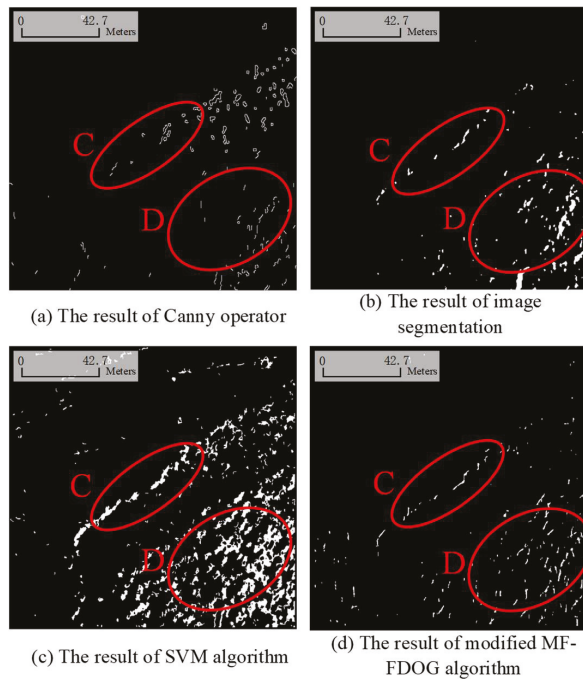 0 42.7
Meters
C
D
(a) The result of Canny operator
0 42.7
Meters
C
D
(b) The result of image
segmentation
0 42.7
Meters
C
D
(c) The result of SVM algorithm
0 42.7
Meters
C
D
(d) The result of modified MF-
FDOG algorithm